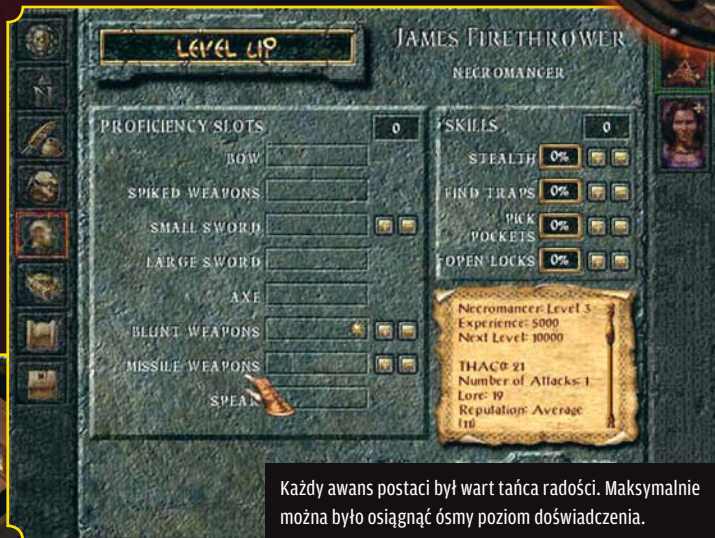 LEVEL UP
JAMES FIRETHROWER
NECROMANCER
PROFICIENCY SLOTS 0
BOW
SPIKED WEAPONS
SMALL SWORD
LARGE SWORD
AXE
BLUNT WEAPONS
MISSILE WEAPONS
SPEAR
SKILLS 0
STEALTH 0%
FIND TRAPS 0%
PICK
POCKETS 0%
OPEN LOCKS 0%
Necromancer: Level 3
Experience: 5000
Next Level: 10000
THAC0: 21
Number of Attacks: 1
Lore: 19
Reputation: Average
(11)
Każdy awans postaci był wart tańca radości. Maksymalnie
można było osiągnąć ósmy poziom doświadczenia.